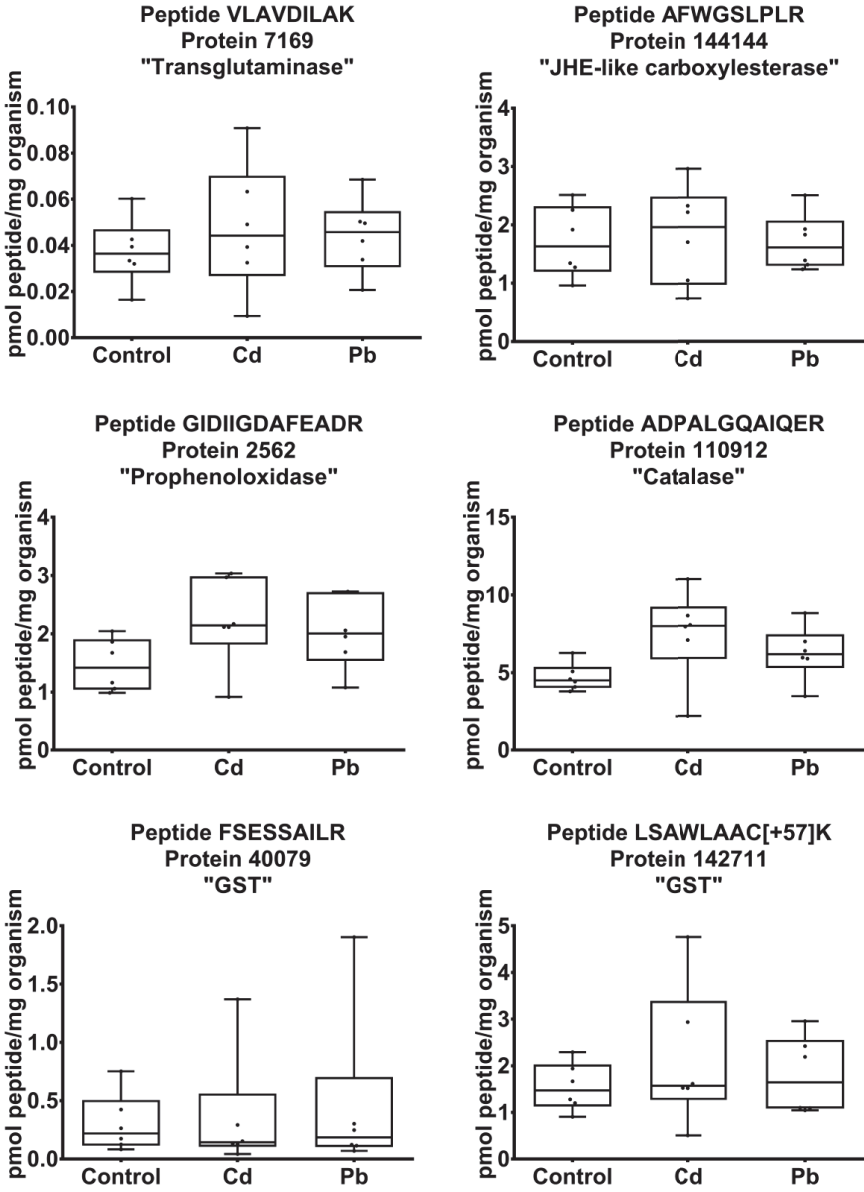 Peptide VLAVDILAK
Protein 7169
"Transglutaminase"
pmol peptide/mg organism
0.10
0.08
0.06
0.04
0.02
0.00
Control Cd Pb
Peptide AFWGSLPLR
Protein 144144
"JHE-like carboxylesterase"
pmol peptide/mg organism
4
3
2
1
0
Control Cd Pb
Peptide GIDIIGDAFEADR
Protein 2562
"Prophenoloxidase"
pmol peptide/mg organism
4
3
2
1
0
Control Cd Pb
Peptide ADPALGQAIQER
Protein 110912
"Catalase"
pmol peptide/mg organism
15
10
5
0
Control Cd Pb
Peptide FSESSAILR
Protein 40079
"GST"
pmol peptide/mg organism
2.0
1.5
1.0
0.5
0.0
Control Cd Pb
Peptide LSAWLAAC[+57]K
Protein 142711
"GST"
pmol peptide/mg organism
5
4
3
2
1
0
Control Cd Pb